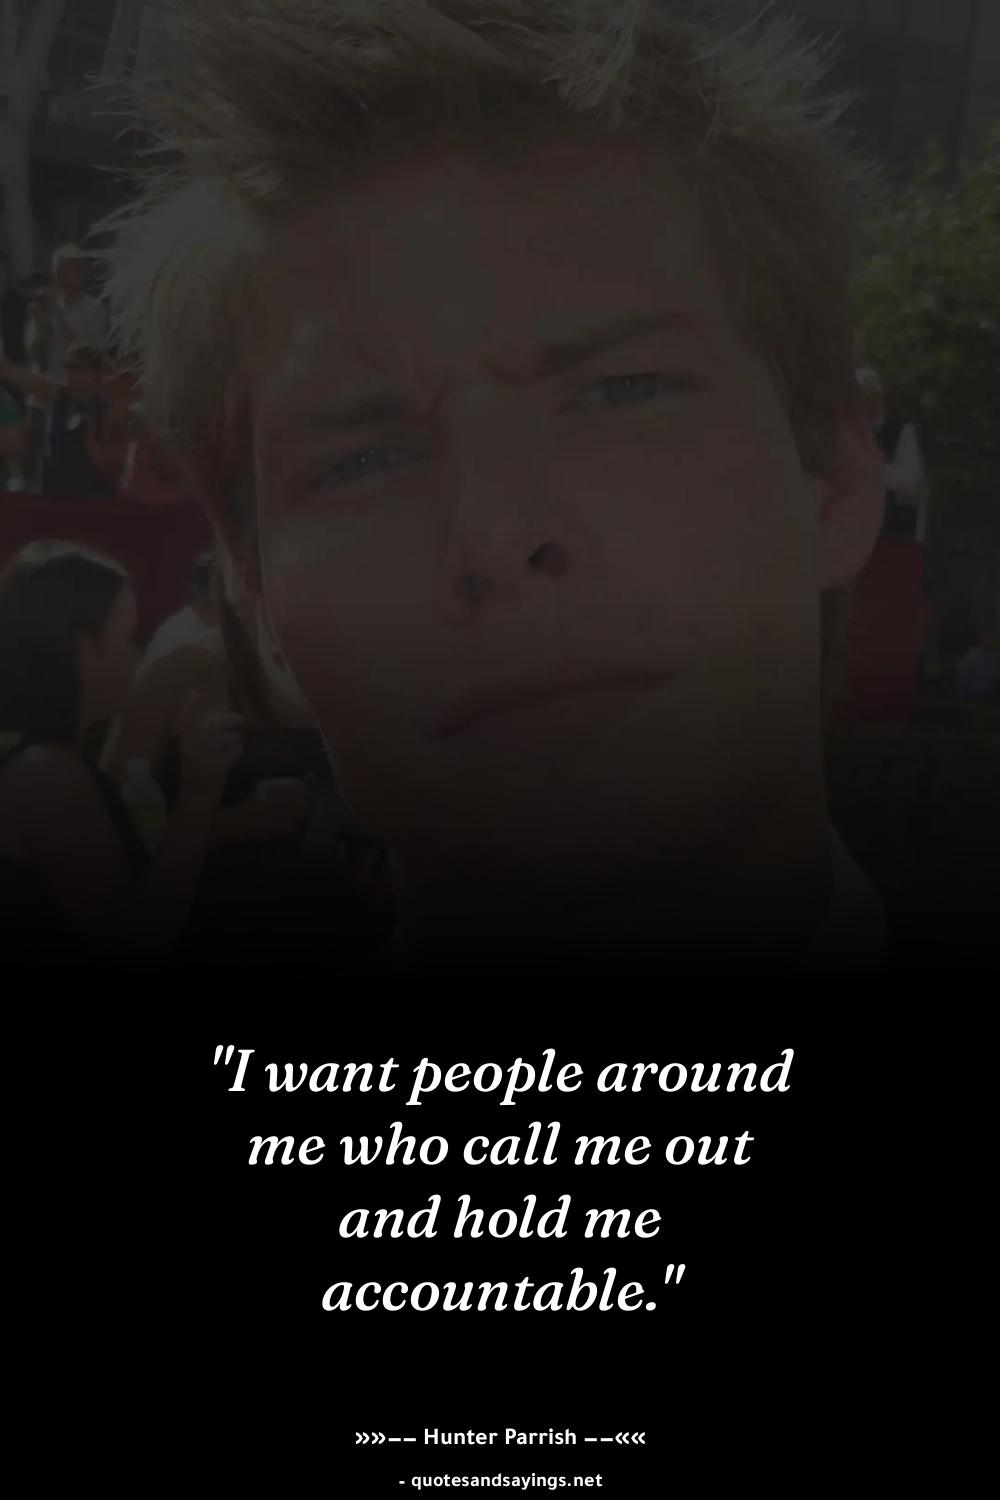 "I want people around
me who call me out
and hold me
accountable."
»»−− Hunter Parrish −−««
- quotesandsayings.net